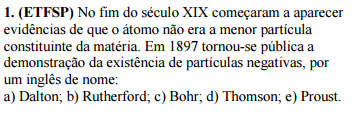 1. (ETFSP) No fim do século XIX começaram a aparecer
evidências de que o átomo não era a menor partícula
constituinte da matéria. Em 1897 tornou-se pública a
demonstração da existência de partículas negativas, por
um inglês de nome:
a) Dalton; b) Rutherford; c) Bohr; d) Thomson; e) Proust.